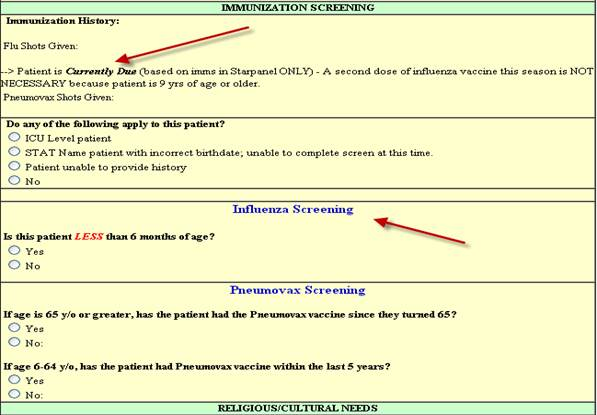 IMMUNIZATION SCREENING
Immunization History:
Flu Shots Given:
--> Patient is Currently Due (based on imms in Starpanel ONLY) - A second dose of influenza vaccine this season is NOT
NECESSARY because patient is 9 yrs of age or older.
Pneumovax Shots Given:
Do any of the following apply to this patient?
ICU Level patient
STAT Name patient with incorrect birthdate; unable to complete screen at this time.
Patient unable to provide history
No
Influenza Screening
Is this patient LESS than 6 months of age?
Yes
No
Pneumovax Screening
If age is 65 y/o or greater, has the patient had the Pneumovax vaccine since they turned 65?
Yes
No:
If age 6-64 y/o, has the patient had Pneumovax vaccine within the last 5 years?
Yes
No:
RELIGIOUS/CULTURAL NEEDS